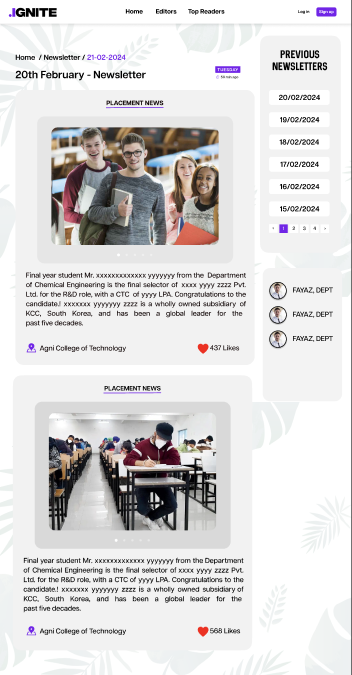 .IGNITE
Home Editors Top Readers
Log in Sign up
Home / Newsletter / 21-02-2024
20th February - Newsletter
TUESDAY
PLACEMENT NEWS
Final year student Mr. xxxxxxxxxxxxx yyyyyyy from the Department
of Chemical Engineering is the final selector of xxxx yyyy zzzz Pvt.
Ltd. for the R&D role, with a CTC of yyyy LPA. Congratulations to the
candidate.! xxxxxxx yyyyyyy zzzz is a wholly owned subsidiary of
KCC, South Korea, and has been a global leader for the
past five decades.
Agni College of Technology
437 Likes
PLACEMENT NEWS
Final year student Mr. xxxxxxxxxxxxx yyyyyyy from the Department
of Chemical Engineering is the final selector of xxxx yyyy zzzz Pvt.
Ltd. for the R&D role, with a CTC of yyyy LPA. Congratulations to the
candidate.! xxxxxxx yyyyyyy zzzz is a wholly owned subsidiary of
KCC, South Korea, and has been a global leader for the
past five decades.
Agni College of Technology
568 Likes
PREVIOUS
NEWSLETTERS
20/02/2024
19/02/2024
18/02/2024
17/02/2024
16/02/2024
15/02/2024
‹ 1 2 3 4 ›
FAYAZ, DEPT
FAYAZ, DEPT
FAYAZ, DEPT